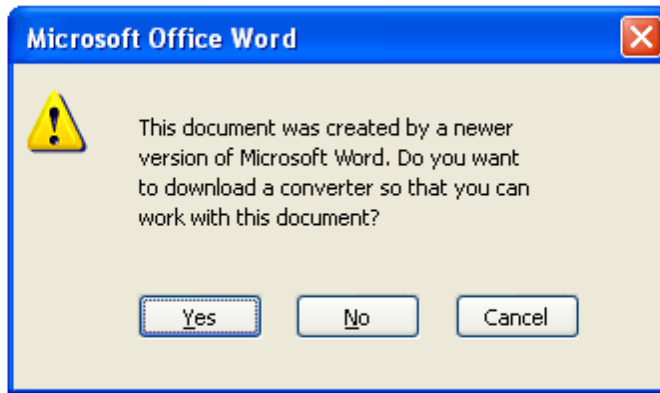 Microsoft Office Word
This document was created by a newer
version of Microsoft Word. Do you want
to download a converter so that you can
work with this document?
Yes No Cancel